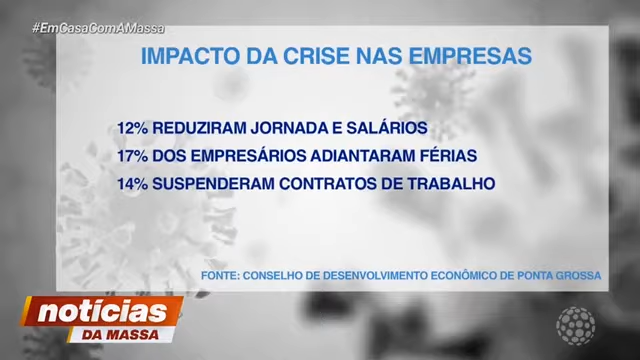 #EmCasaComAMassa
IMPACTO DA CRISE NAS EMPRESAS
12% REDUZIRAM JORNADA E SALÁRIOS
17% DOS EMPRESÁRIOS ADIANTARAM FÉRIAS
14% SUSPENDERAM CONTRATOS DE TRABALHO
FONTE: CONSELHO DE DESENVOLVIMENTO ECONÔMICO DE PONTA GROSSA
notícias
DA MASSA